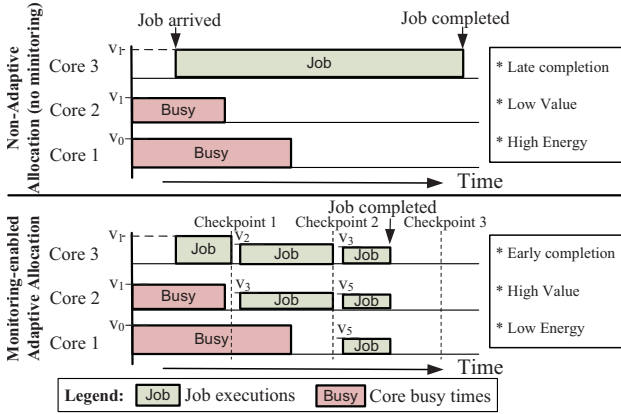 Job arrived
Job completed
Non-Adaptive
Allocation (no minitoring)
v1
Core 3
Job
v1
Core 2
Busy
v0
Core 1
Busy
Time
* Late completion
* Low Value
* High Energy
Monitoring-enabled
Adaptive Allocation
Job completed
Checkpoint 1
Checkpoint 2
Checkpoint 3
v1
Core 3
Job
v2
Job
v3
Job
v1
Core 2
Busy
v3
Job
v5
Job
v0
Core 1
Busy
v5
Job
Time
* Early completion
* High Value
* Low Energy
Legend:
Job
Job executions
Busy
Core busy times